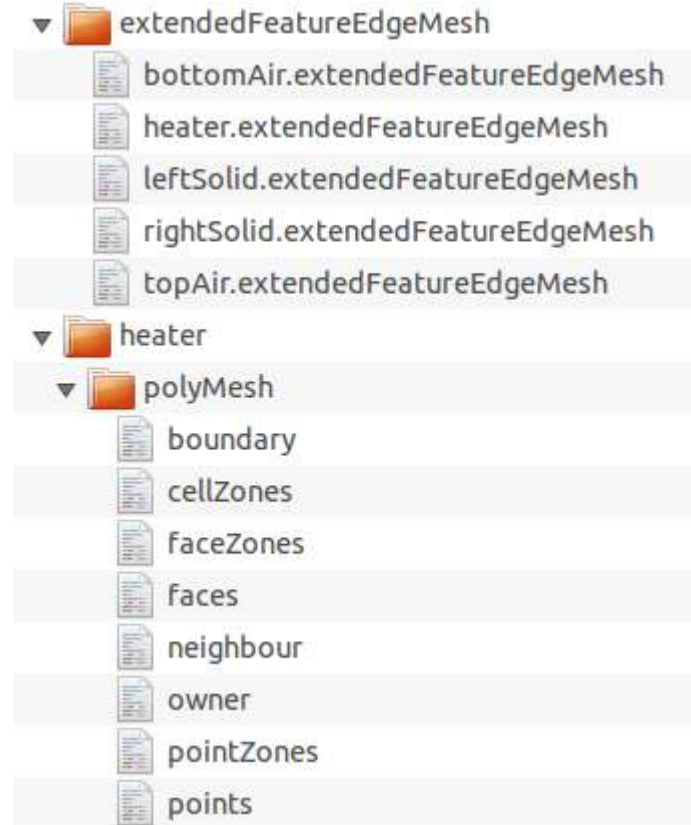 extendedFeatureEdgeMesh
bottomAir.extendedFeatureEdgeMesh
heater.extendedFeatureEdgeMesh
leftSolid.extendedFeatureEdgeMesh
rightSolid.extendedFeatureEdgeMesh
topAir.extendedFeatureEdgeMesh
heater
polyMesh
boundary
cellZones
faceZones
faces
neighbour
owner
pointZones
points